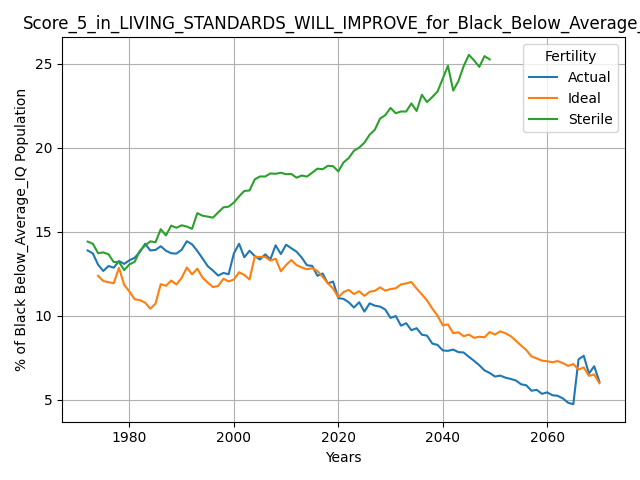 Score_5_in_LIVING_STANDARDS_WILL_IMPROVE_for_Black_Below_Average_
% of Black Below_Average_IQ Population
25
20
15
10
5
Fertility
Actual
Ideal
Sterile
1980 2000 2020 2040 2060
Years